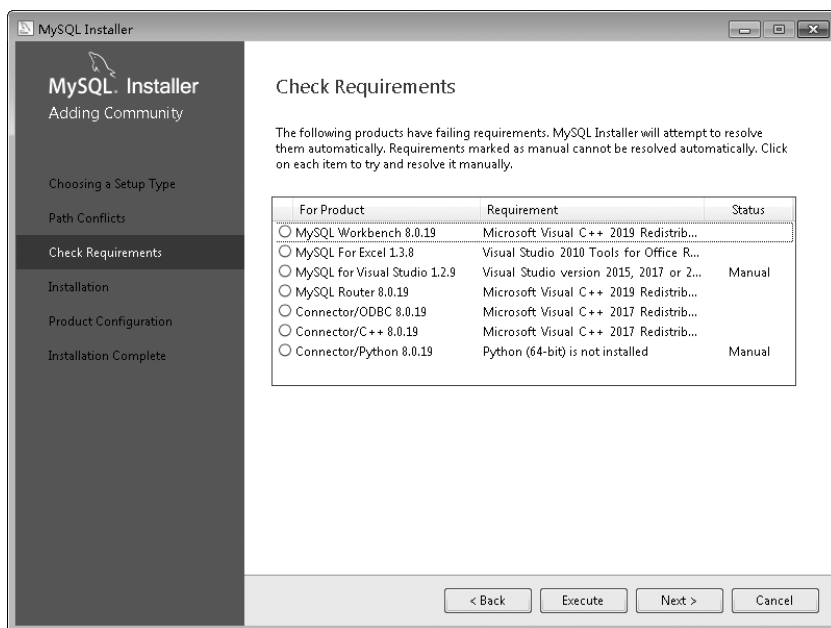 MySQL Installer
MySQL. Installer
Adding Community
Choosing a Setup Type
Path Conflicts
Check Requirements
Installation
Product Configuration
Installation Complete
Check Requirements
The following products have failing requirements. MySQL Installer will attempt to resolve
them automatically. Requirements marked as manual cannot be resolved automatically. Click
on each item to try and resolve it manually.
For Product Requirement Status
MySQL Workbench 8.0.19 Microsoft Visual C++ 2019 Redistrib...
MySQL For Excel 1.3.8 Visual Studio 2010 Tools for Office R...
MySQL for Visual Studio 1.2.9 Visual Studio version 2015, 2017 or 2... Manual
MySQL Router 8.0.19 Microsoft Visual C++ 2019 Redistrib...
Connector/ODBC 8.0.19 Microsoft Visual C++ 2017 Redistrib...
Connector/C++ 8.0.19 Microsoft Visual C++ 2017 Redistrib...
Connector/Python 8.0.19 Python (64-bit) is not installed Manual
< Back Execute Next > Cancel